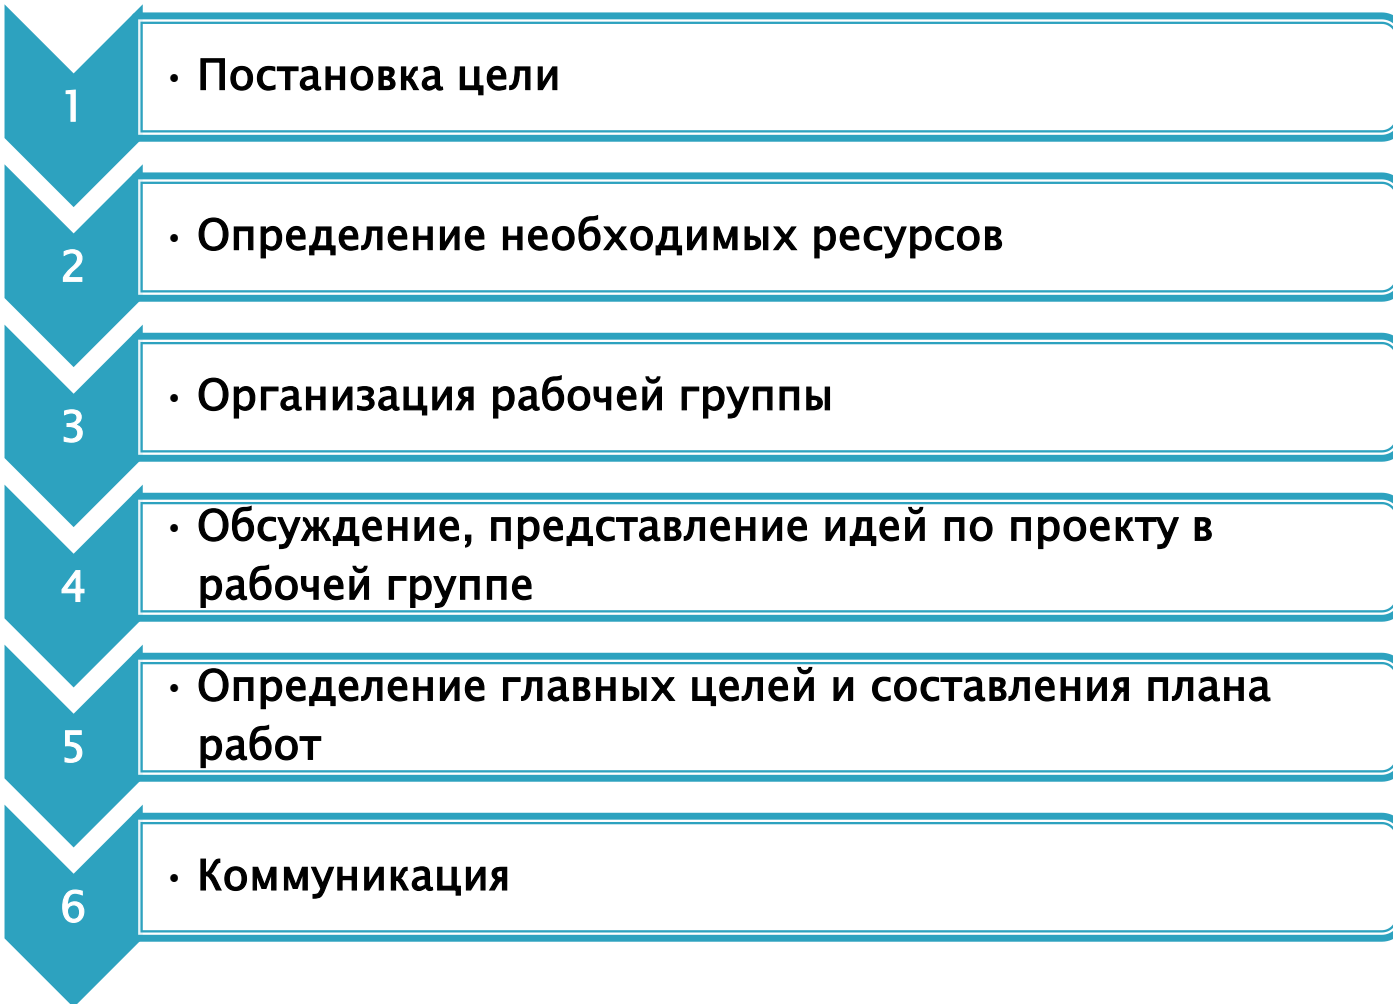 1
• Постановка цели
2
• Определение необходимых ресурсов
3
• Организация рабочей группы
4
• Обсуждение, представление идей по проекту в
рабочей группе
5
• Определение главных целей и составления плана
работ
6
• Коммуникация